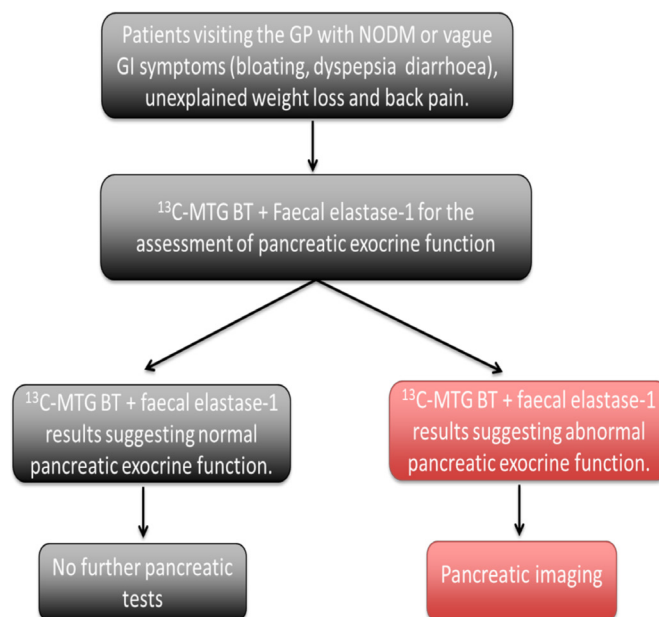 Patients visiting the GP with NODM or vague
GI symptoms (bloating, dyspepsia  diarrhoea),
unexplained weight loss and back pain.
¹³C-MTG BT + Faecal elastase-1 for the
assessment of pancreatic exocrine function
¹³C-MTG BT + faecal elastase-1
results suggesting normal
pancreatic exocrine function.
¹³C-MTG BT + faecal elastase-1
results suggesting abnormal
pancreatic exocrine function.
No further pancreatic
tests
Pancreatic imaging